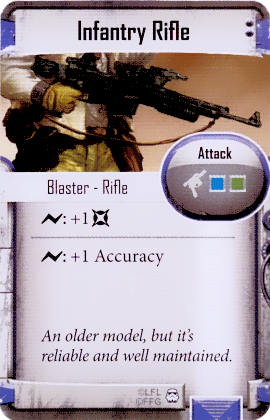 Infantry Rifle
Attack
Blaster - Rifle
: +1
: +1 Accuracy
An older model, but it's
reliable and well maintained.
©LFL
©FFG